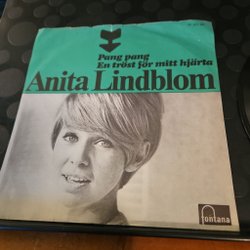 Pang pang
En tröst för mitt hjärta
Anita Lindblom
fontana